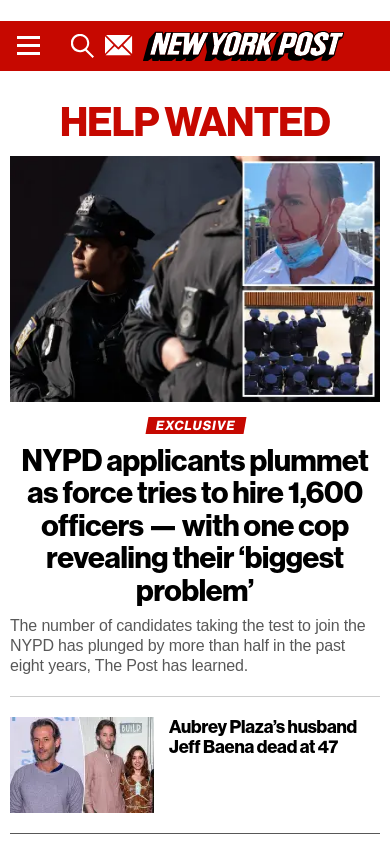 NEW YORK POST
HELP WANTED
EXCLUSIVE
NYPD applicants plummet
as force tries to hire 1,600
officers — with one cop
revealing their ‘biggest
problem’
The number of candidates taking the test to join the
NYPD has plunged by more than half in the past
eight years, The Post has learned.
BUILD
Aubrey Plaza’s husband
Jeff Baena dead at 47